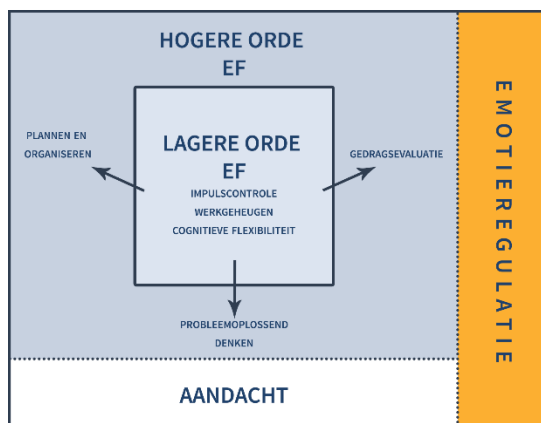 HOGERE ORDE
EF
LAGERE ORDE
EF
IMPULSCONTROLE
WERKGEHEUGEN
COGNITIEVE FLEXIBILITEIT
PLANNEN EN
ORGANISEREN
GEDRAGSEVALUATIE
PROBLEEMOPLOSSEND
DENKEN
AANDACHT
EMOTIEREGULATIE